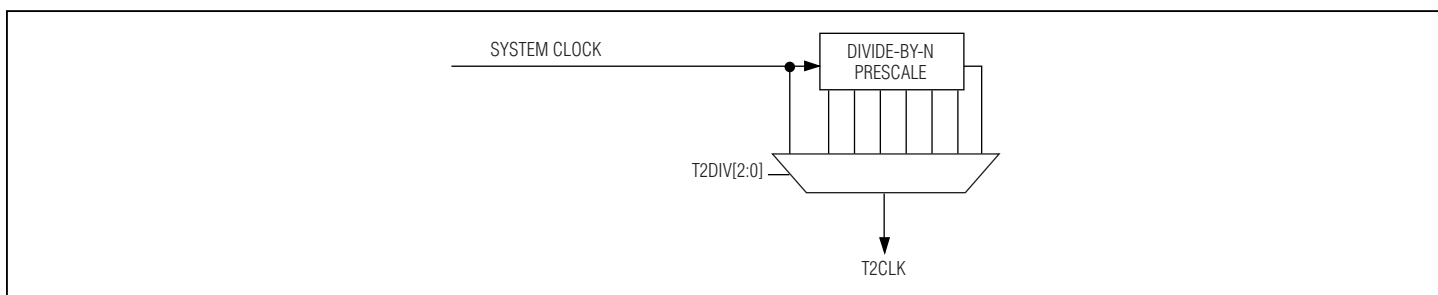 SYSTEM CLOCK
DIVIDE-BY-N
PRESCALE
T2DIV[2:0]
T2CLK